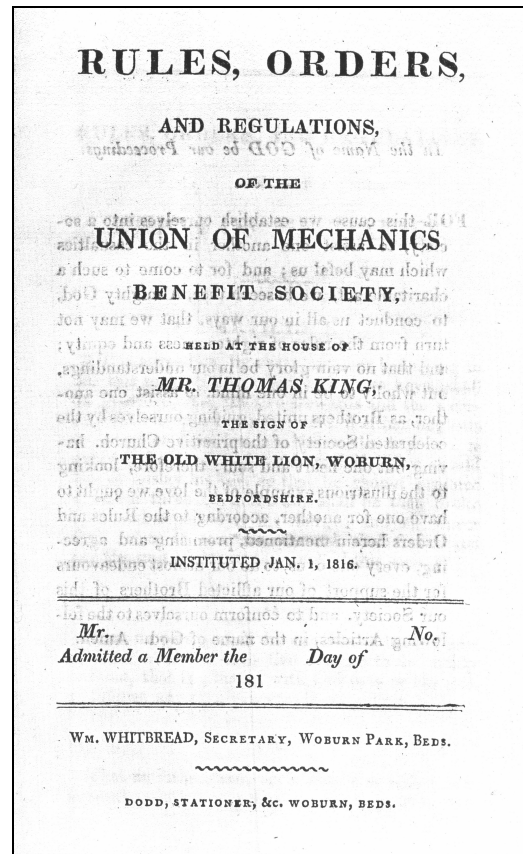 RULES, ORDERS,
AND REGULATIONS,
OF THE
UNION OF MECHANICS
BENEFIT SOCIETY,
HELD AT THE HOUSE OF
MR. THOMAS KING,
THE SIGN OF
THE OLD WHITE LION, WOBURN,
BEDFORDSHIRE.
INSTITUTED JAN. 1, 1816.
Mr. No.
Admitted a Member the Day of
181
WM. WHITBREAD, SECRETARY, WOBURN PARK, BEDS.
DODD, STATIONER, &c. WOBURN, BEDS.